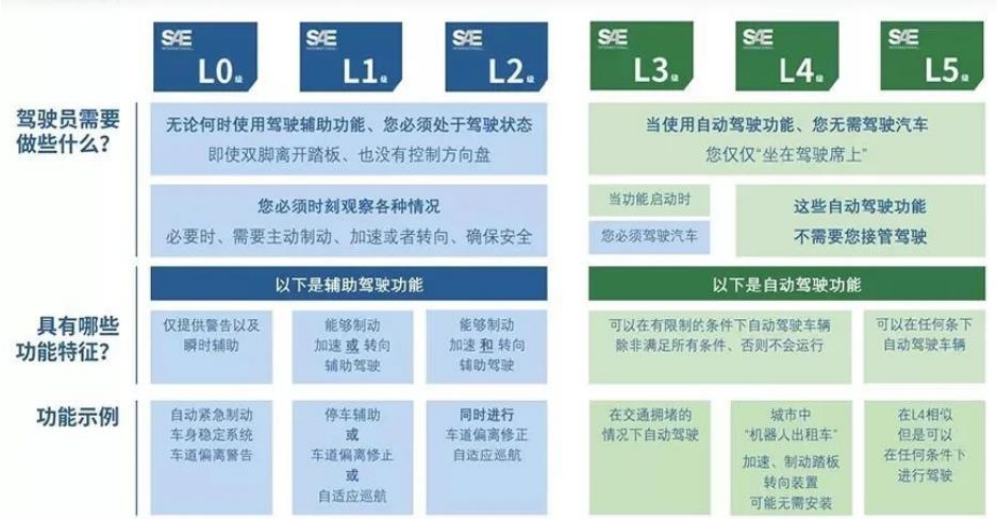 SAE INTERNATIONAL L0级
SAE INTERNATIONAL L1级
SAE INTERNATIONAL L2级
SAE INTERNATIONAL L3级
SAE INTERNATIONAL L4级
SAE INTERNATIONAL L5级
驾驶员需要
做些什么？
无论何时使用驾驶辅助功能、您必须处于驾驶状态
即使双脚离开踏板、也没有控制方向盘
当使用自动驾驶功能、您无需驾驶汽车
您仅仅“坐在驾驶席上”
您必须时刻观察各种情况
必要时、需要主动制动、加速或者转向、确保安全
当功能启动时
您必须驾驶汽车
这些自动驾驶功能
不需要您接管驾驶
以下是辅助驾驶功能
以下是自动驾驶功能
具有哪些
功能特征？
仅提供警告以及
瞬时辅助
能够制动
加速 或 转向
辅助驾驶
能够制动
加速 和 转向
辅助驾驶
可以在有限制的条件下自动驾驶车辆
除非满足所有条件、否则不会运行
可以在任何条下
自动驾驶车辆
功能示例
自动紧急制动
车身稳定系统
车道偏离警告
停车辅助
或
车道偏离修正
或
自适应巡航
同时进行
车道偏离修正
自适应巡航
在交通拥堵的
情况下自动驾驶
城市中
“机器人出租车”
加速、制动踏板
转向装置
可能无需安装
在L4相似
但是可以
在任何条件下
进行驾驶